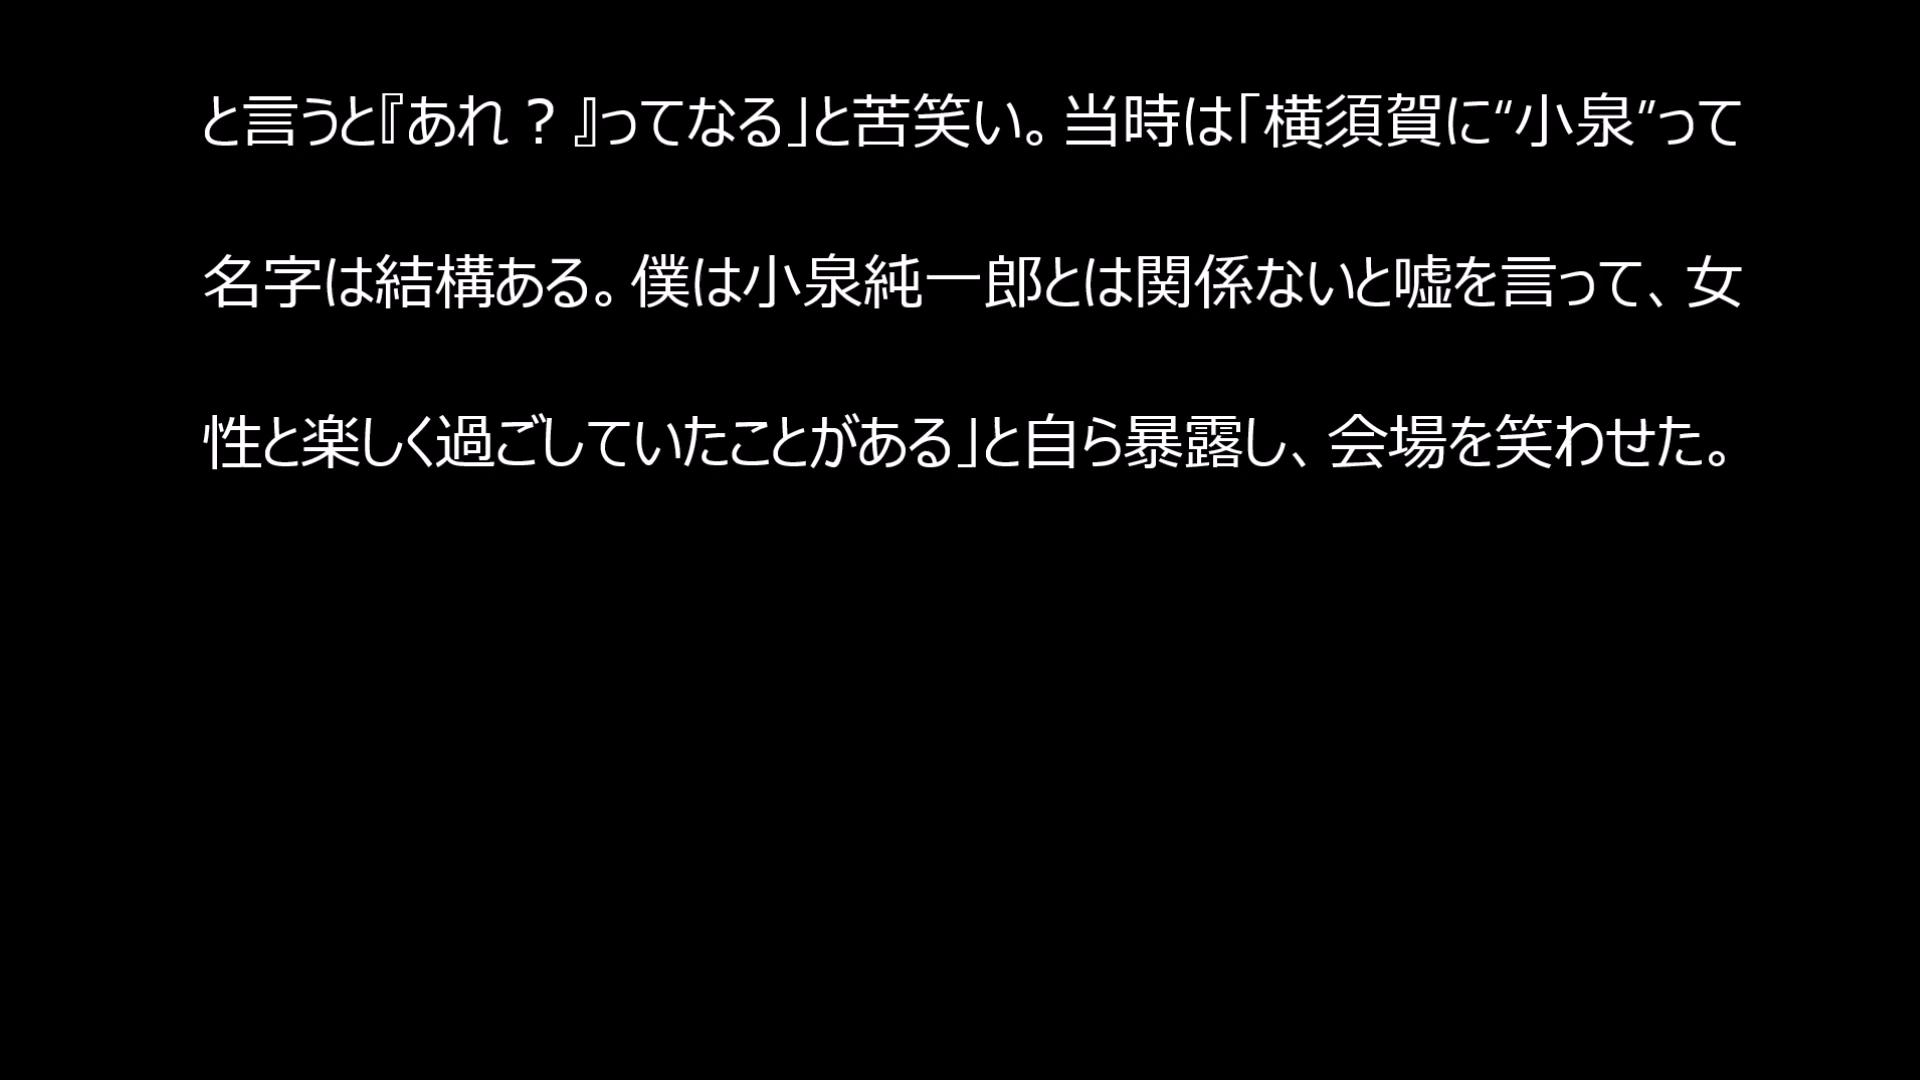 と言うと『あれ？』ってなる」と苦笑い。当時は「横須賀に“小泉”って
名字は結構ある。僕は小泉純一郎とは関係ないと嘘を言って、女
性と楽しく過ごしていたことがある」と自ら暴露し、会場を笑わせた。